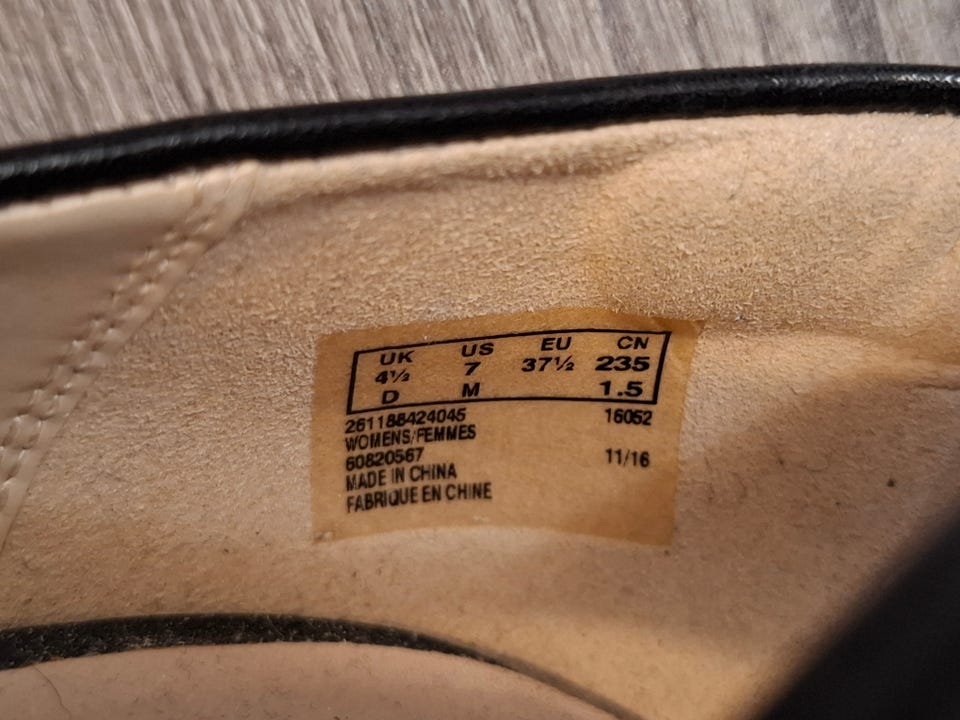 UK US EU CN
4½ 7 37½ 235
D M 1.5
261188424045 16052
WOMENS/FEMMES
60820567 11/16
MADE IN CHINA
FABRIQUE EN CHINE